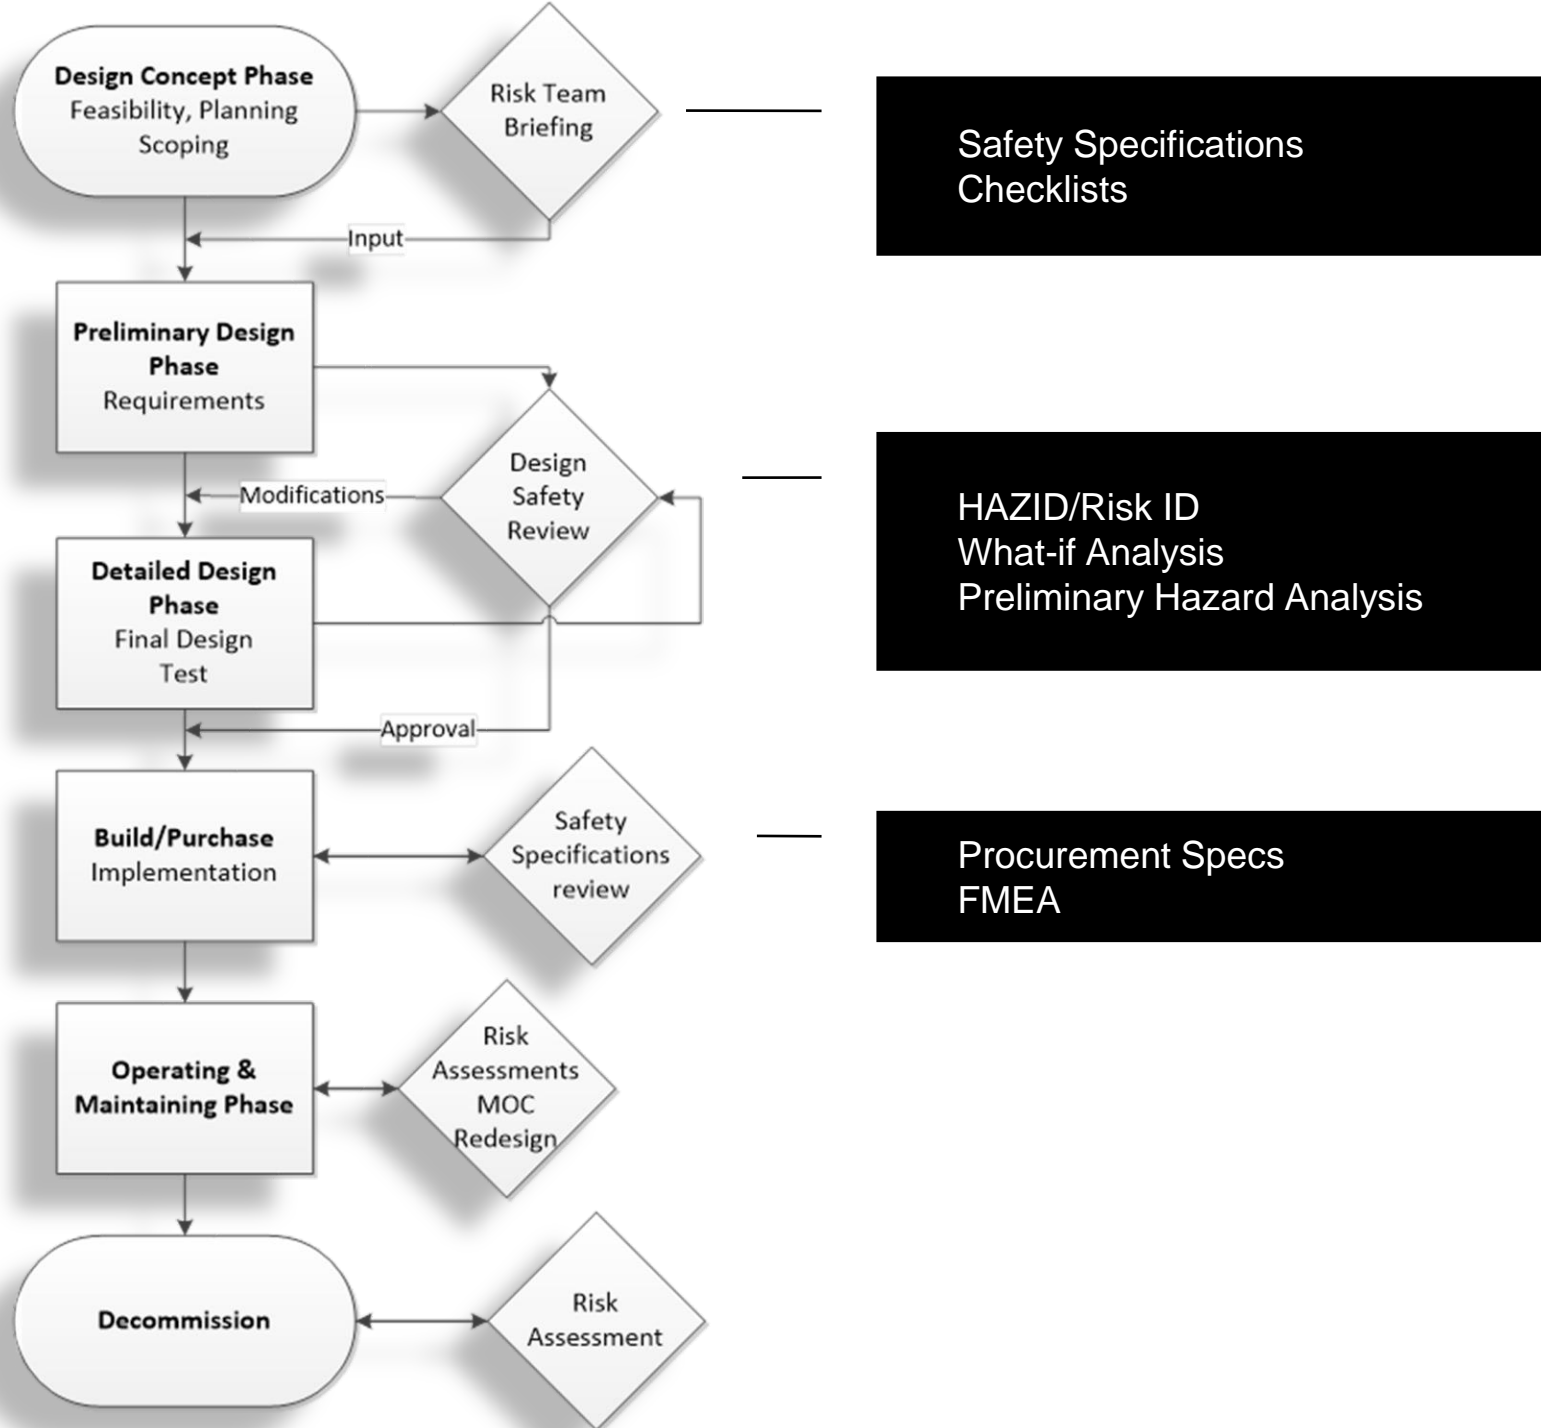 Design Concept Phase
Feasibility, Planning
Scoping
Risk Team
Briefing
Safety Specifications
Checklists
Input
Preliminary Design
Phase
Requirements
Design
Safety
Review
Modifications
HAZID/Risk ID
What-if Analysis
Preliminary Hazard Analysis
Detailed Design
Phase
Final Design
Test
Approval
Build/Purchase
Implementation
Safety
Specifications
review
Procurement Specs
FMEA
Operating &
Maintaining Phase
Risk
Assessments
MOC
Redesign
Decommission
Risk
Assessment